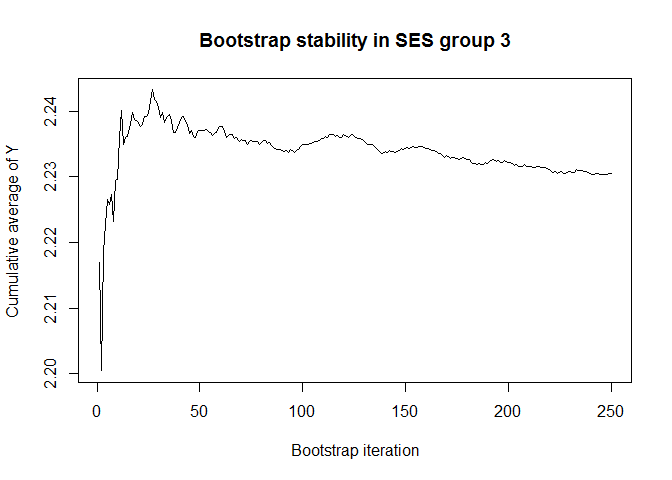 Bootstrap stability in SES group 3
Cumulative average of Y
2.24
2.23
2.22
2.21
2.20
0 50 100 150 200 250
Bootstrap iteration